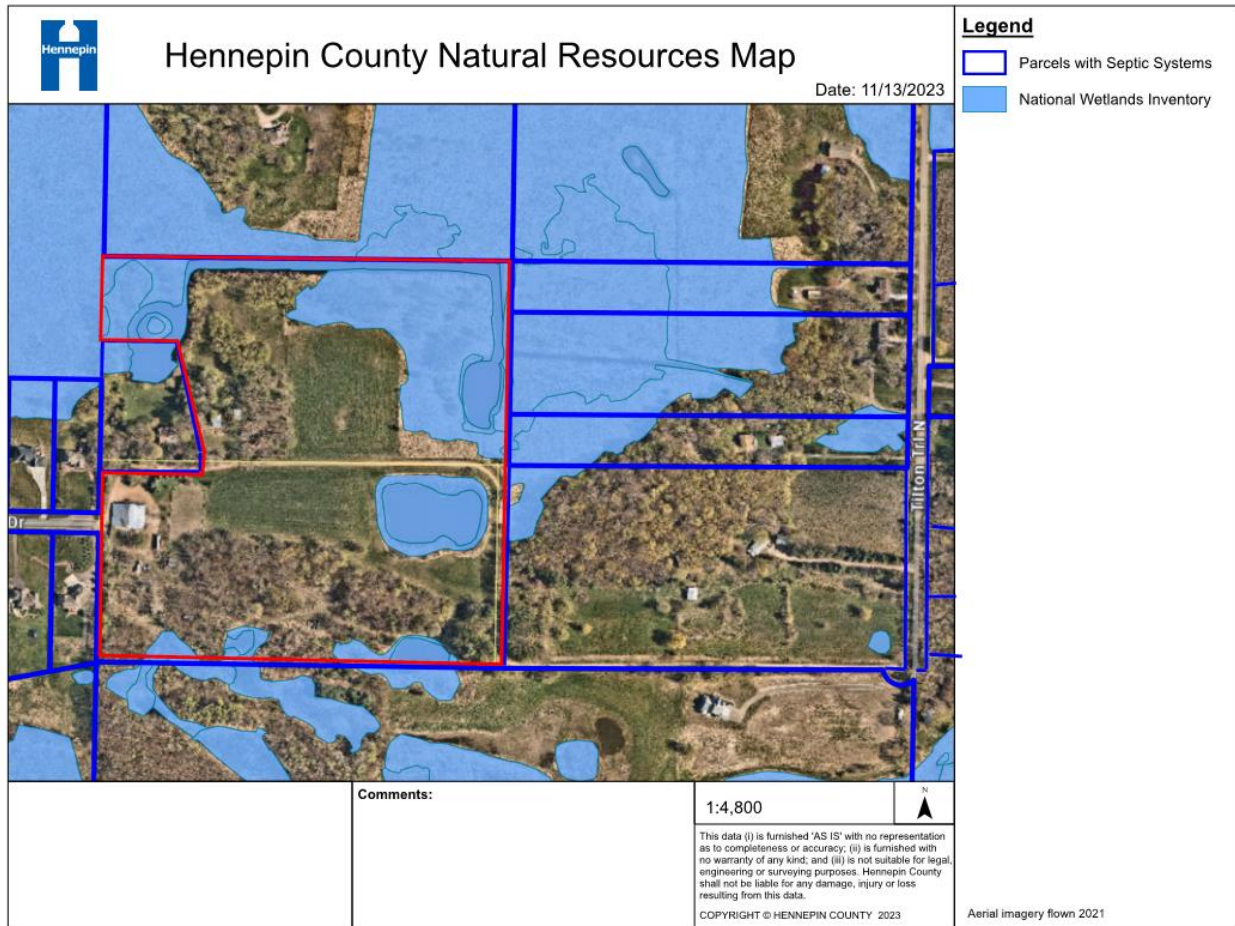 Hennepin
Hennepin County Natural Resources Map
Date: 11/13/2023
Legend
Parcels with Septic Systems
National Wetlands Inventory
Tilton Trl N
Dr
Comments:
1:4,800
N
This data (i) is furnished 'AS IS' with no representation
as to completeness or accuracy; (ii) is furnished with
no warranty of any kind; and (iii) is not suitable for legal,
engineering or surveying purposes. Hennepin County
shall not be liable for any damage, injury or loss
resulting from this data.
COPYRIGHT © HENNEPIN COUNTY 2023
Aerial imagery flown 2021